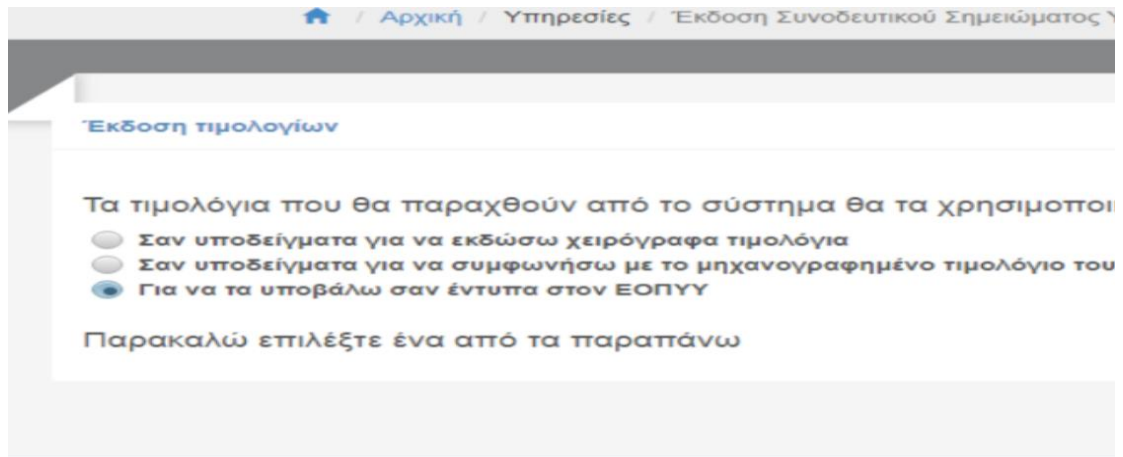 / Αρχική / Υπηρεσίες / Έκδοση Συνοδευτικού Σημειώματος
Έκδοση τιμολογίων
Τα τιμολόγια που θα παραχθούν από το σύστημα θα τα
Σαν υποδείγματα για να εκδώσω χειρόγραφα τιμολόγια
Σαν υποδείγματα για να συμφωνήσω με το μηχανογραφημένο τιμολόγιο του
Για να τα υποβάλω σαν έντυπα στον ΕΟΠΥΥ
Παρακαλώ επιλέξτε ένα από τα παραπάνω